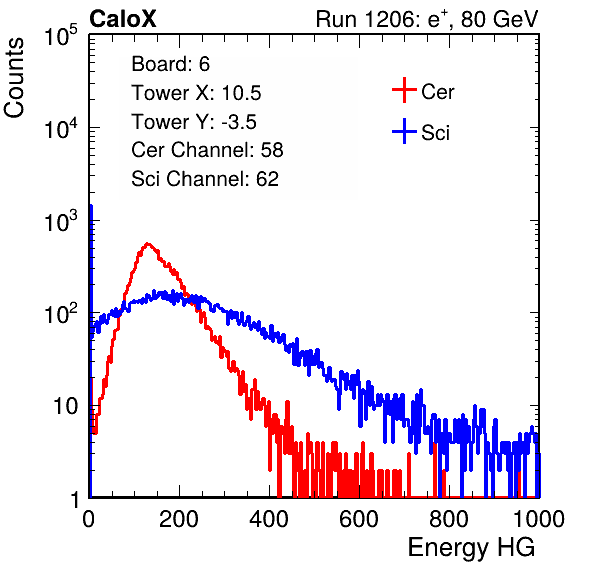 CaloX Run 1206: e⁺, 80 GeV
Counts
Board: 6
Tower X: 10.5
Tower Y: -3.5
Cer Channel: 58
Sci Channel: 62
Cer
Sci
10⁵
10⁴
10³
10²
10
1
0 200 400 600 800 1000
Energy HG